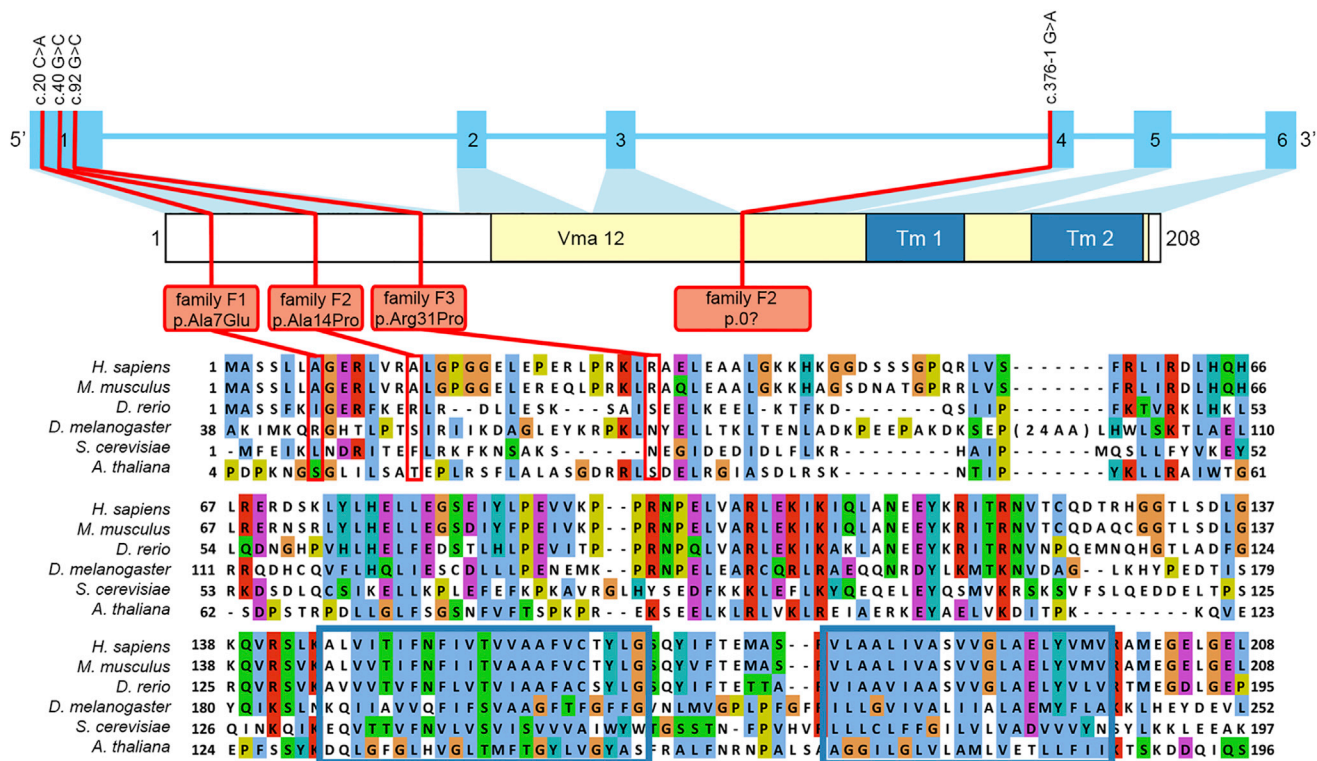 c.20 C>A
c.40 G>C
c.92 G>C
c.376-1 G>A
5' 1 2 3 4 5 6 3'
1 Vma 12 Tm 1 Tm 2 208
family F1 family F2 family F3 family F2
p.Ala7Glu p.Ala14Pro p.Arg31Pro p.0?
H. sapiens 1 MASSLLAGERLVRALGPGGELEPERLPRKLRAELEAALGKKHKGGDSSSGPQRLVS-------FRLIRDLHQH 66
M. musculus 1 MASSLLAGERLVRALGPGGELEREQLPRKLRAQLEAALGKKHAGSDNATGPRRLVS-------FRLIRDLHQH 66
D. rerio 1 MASSFKIGERFKERLR--DLLESK---SAISEELKEEL-KTFKD-------QSIIP-------FKTVRKLHKL 53
D. melanogaster 38 AKIMKQRGHTLPTSIRIIKDAGLEYKRPKLNYELLTKLTENLADKPEEPAKDKSEP(24AA)LHWLSKTLAEL 110
S. cerevisiae 1 -MFEIKLNDRITEFLRKFKNSAKS------NEGIDEDIDLFLKR--------HAIP------MQSLLFYVKEY 52
A. thaliana 4 PDPKNGSGLILSATEPLRSFLALASGDRRLSDELRGIASDLRSK--------NTIP-------YKLLRAIWTG 61
H. sapiens 67 LRERDSKLYLHELLEGSEIYLPEVVKP--PRNPELVARLEKIKIQLANEEYKRITRNVTCQDTRHGGTLSDLG 137
M. musculus 67 LRERNSRLYLHELLEGSDIYFPEIVKP--PRNPELVARLEKIKIQLANEEYKRITRNVTCQDAQCGGTLSDLG 137
D. rerio 54 LQDNGHPVHLHELFEDSTLHLPEVITP--PRNPQLVARLEKIKAKLANEEYKRITRNVNPQEMNQHGTLADFG 124
D. melanogaster 111 RRQDHCQVFLHQLIESCDLLLPENEMK--PRNPELEARCQRLRAEQQNRDYLKMTKNVDAG--LKHYPEDTIS 179
S. cerevisiae 53 RKDSDLQCSIKELLKPLEFEFKPKAVRGLHYSEDFKKKLEFLKYQEQELEYQSMVKRSKSVFSLQEDDELTPS 125
A. thaliana 62 -SDPSTRPDLLGLFSGSNFVFTSPKPR--EKSEELKLRLVKLREIAERKEYAELVKDITPK------KQVE 123
H. sapiens 138 KQVRSLKALVITIFNFIVTVVAAFVCTYLGSQYIFTEMAS--RVLAALIVASVVGLAELYVMVRAMEGELGEL 208
M. musculus 138 KQVRSVKALVITIFNFIITVVAAFVCTYLGSQYVFTEMAS--RVLAALIVASVVGLAELYVMVRAMEGELGEL 208
D. rerio 125 RQVRSVKAVVVTVFNFLVTVIAAFACSYLGSQYIFTETTA--RVIAAVIAASVVGLAELYVLVRTMEGDLGEP 195
D. melanogaster 180 YQIKSLNKQIIAVVQFIFSVAAGFTFGFFGVNLMVGPLPFGFRILLGVIVALIIALAEMYFLAKKLHEYDEVL 252
S. cerevisiae 126 QINKQIKEQVTTVFNVLVSVISVVVAIWYWTGSSTN-FPVHVRLLLCLFFGILVLVADVVVYNSYLKKLEEAK 197
A. thaliana 124 EPFSSYKDQLGFGLHVGLTMFTGYLVGYASFRALFNRNPALSAAGGILGLVLAMLVETLLFIIKTSKDDQIQS 196